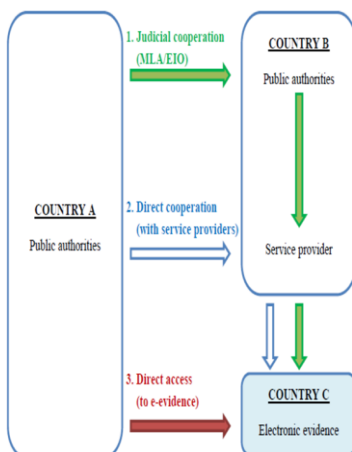 COUNTRY A
Public authorities
1. Judicial cooperation
(MLA/EIO)
2. Direct cooperation
(with service providers)
3. Direct access
(to e-evidence)
COUNTRY B
Public authorities
Service provider
COUNTRY C
Electronic evidence